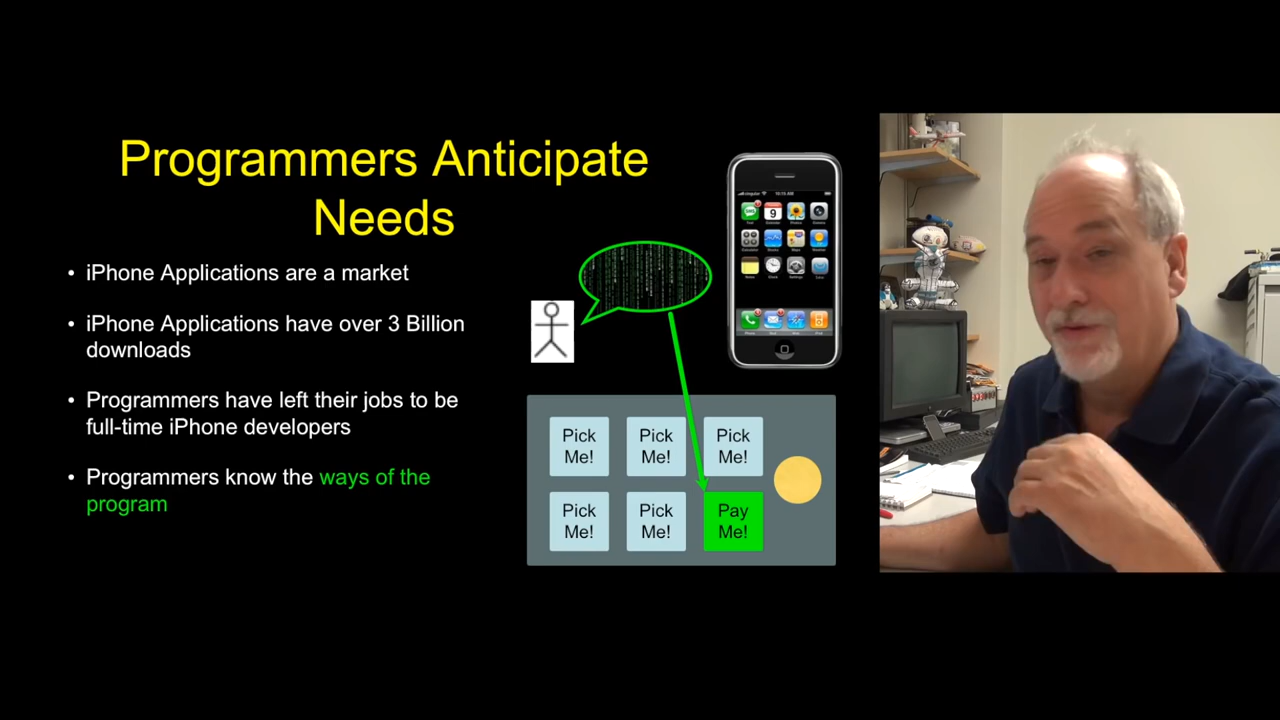 Programmers Anticipate
Needs
• iPhone Applications are a market
• iPhone Applications have over 3 Billion
downloads
• Programmers have left their jobs to be
full-time iPhone developers
• Programmers know the ways of the
program
9
Pick
Me!
Pick
Me!
Pick
Me!
Pick
Me!
Pick
Me!
Pay
Me!